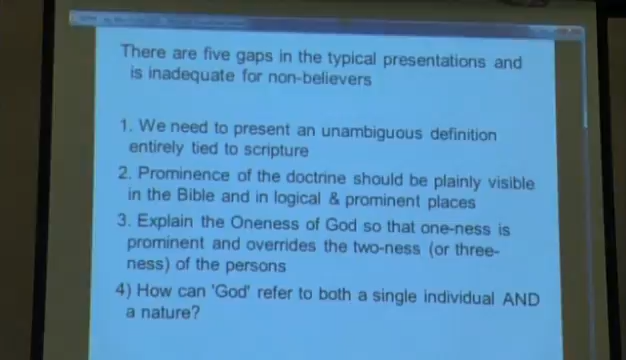 There are five gaps in the typical presentations and
is inadequate for non-believers
1. We need to present an unambiguous definition
entirely tied to scripture
2. Prominence of the doctrine should be plainly visible
in the Bible and in logical & prominent places
3. Explain the Oneness of God so that one-ness is
prominent and overrides the two-ness (or three-
ness) of the persons
4) How can 'God' refer to both a single individual AND
a nature?